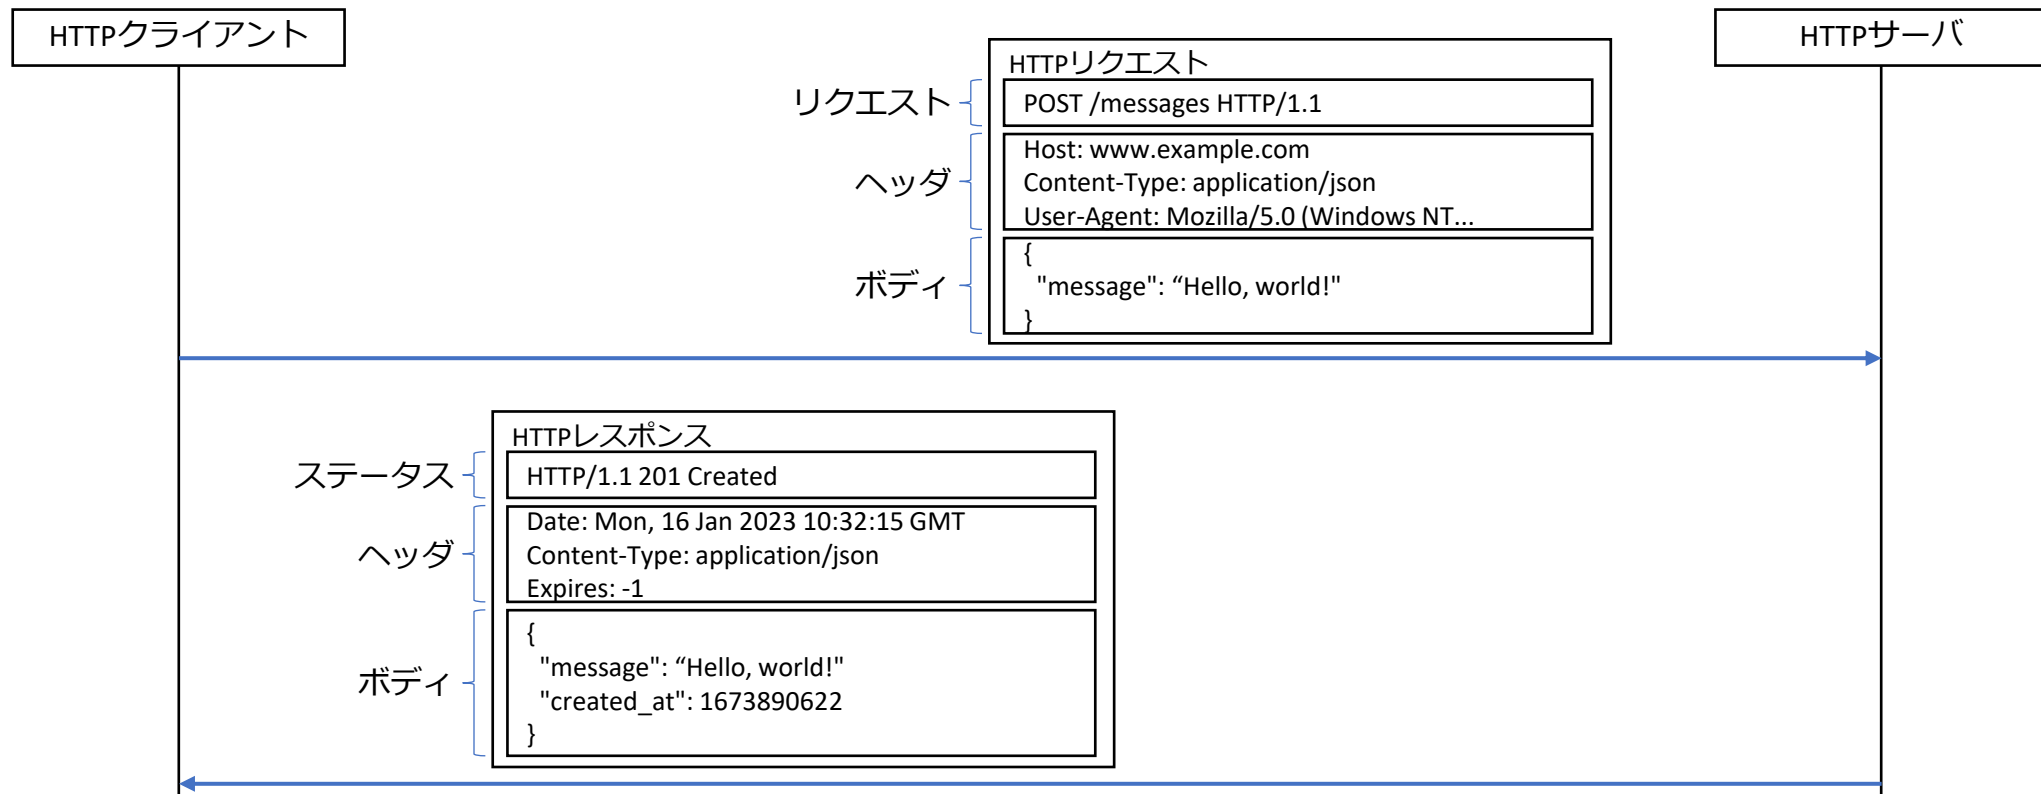 HTTPクライアント
HTTPサーバ
HTTPリクエスト
リクエスト
POST /messages HTTP/1.1
ヘッダ
Host: www.example.com
Content-Type: application/json
User-Agent: Mozilla/5.0 (Windows NT...
ボディ
{
"message": “Hello, world!"
}
HTTPレスポンス
ステータス
HTTP/1.1 201 Created
ヘッダ
Date: Mon, 16 Jan 2023 10:32:15 GMT
Content-Type: application/json
Expires: -1
ボディ
{
"message": “Hello, world!"
"created_at": 1673890622
}